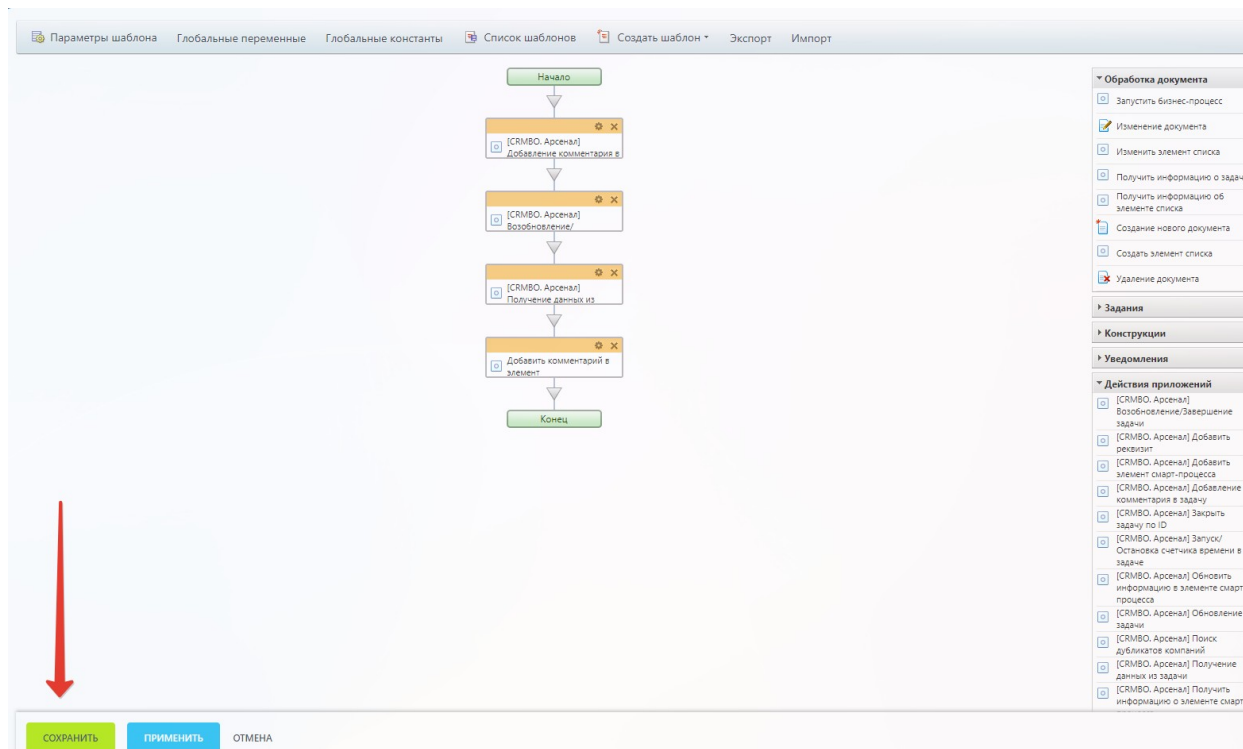 Параметры шаблона Глобальные переменные Глобальные константы Список шаблонов Создать шаблон Экспорт Импорт
Начало
[CRMBO. Арсенал]
Добавление комментария в
[CRMBO. Арсенал]
Возобновление/
[CRMBO. Арсенал]
Получение данных из
Добавить комментарий в
элемент
Конец
Обработка документа
Запустить бизнес-процесс
Изменение документа
Изменить элемент списка
Получить информацию о задач
Получить информацию об
элементе списка
Создание нового документа
Создать элемент списка
Удаление документа
Задания
Конструкции
Уведомления
Действия приложений
[CRMBO. Арсенал]
Возобновление/Завершение
задачи
[CRMBO. Арсенал] Добавить
реквизит
[CRMBO. Арсенал] Добавить
элемент смарт-процесса
[CRMBO. Арсенал] Добавление
комментария в задачу
[CRMBO. Арсенал] Закрыть
задачу по ID
[CRMBO. Арсенал] Запуск/
Остановка счетчика времени в
задаче
[CRMBO. Арсенал] Обновить
информацию в элементе смарт
процесса
[CRMBO. Арсенал] Обновление
задачи
[CRMBO. Арсенал] Поиск
дубликатов компаний
[CRMBO. Арсенал] Получение
данных из задачи
[CRMBO. Арсенал] Получить
информацию о элементе смарт
СОХРАНИТЬ ПРИМЕНИТЬ ОТМЕНА